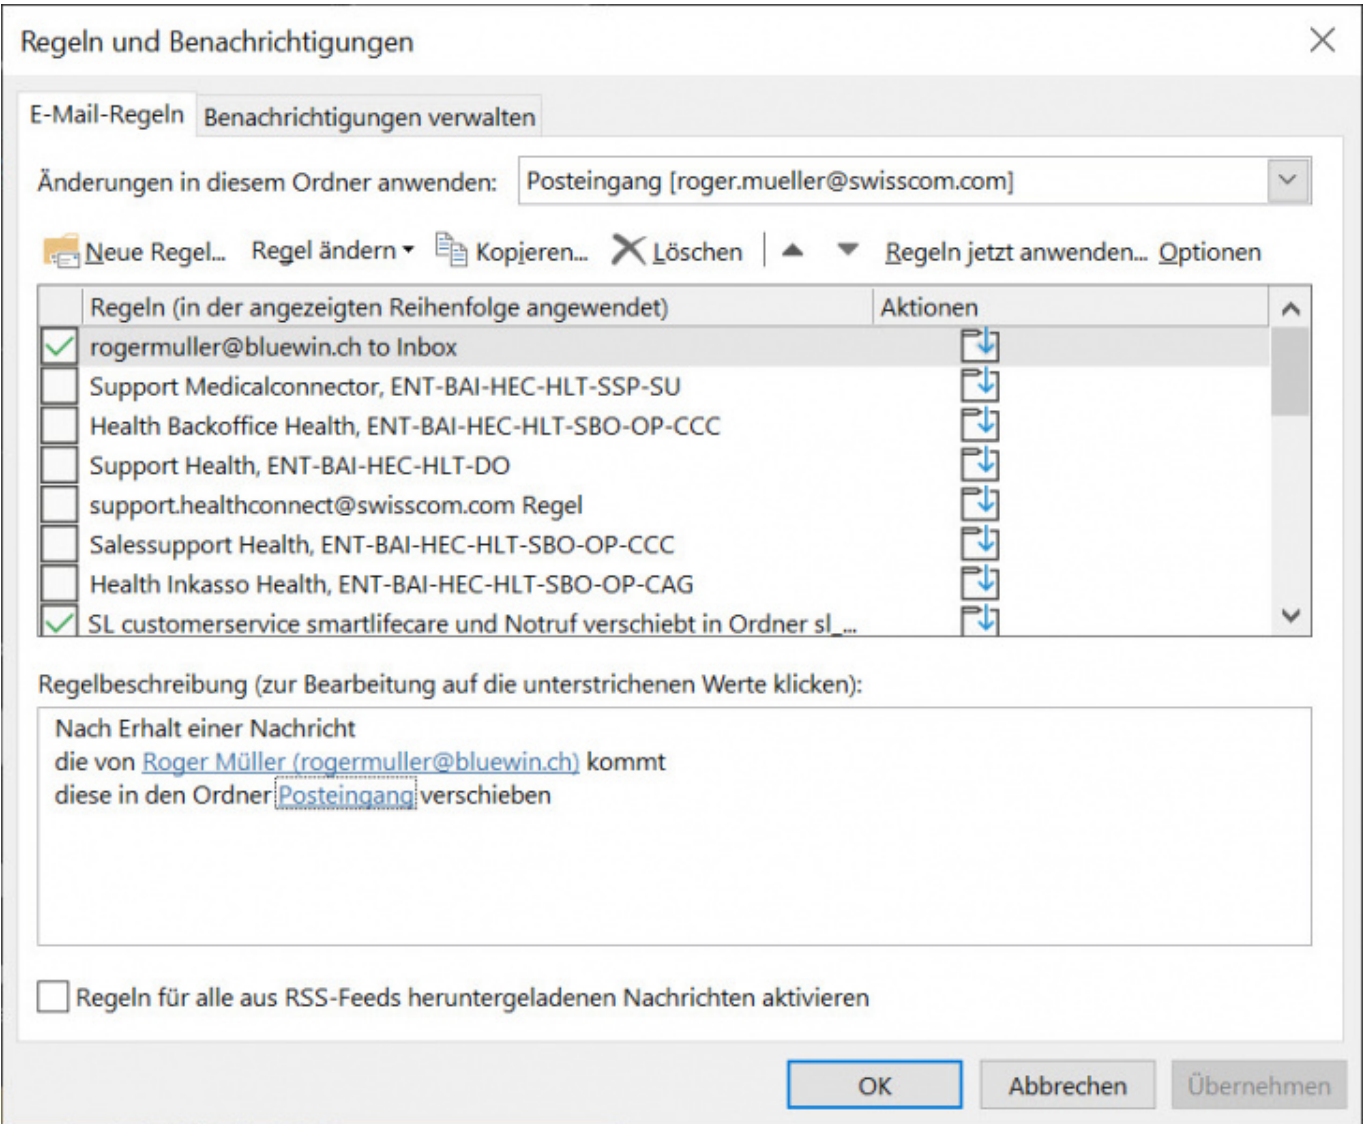 Regeln und Benachrichtigungen
E-Mail-Regeln Benachrichtigungen verwalten
Änderungen in diesem Ordner anwenden: Posteingang [roger.mueller@swisscom.com]
Neue Regel... Regel ändern Kopieren... Löschen Regeln jetzt anwenden... Optionen
Regeln (in der angezeigten Reihenfolge angewendet) Aktionen
rogermuller@bluewin.ch to Inbox
Support Medicalconnector, ENT-BAI-HEC-HLT-SSP-SU
Health Backoffice Health, ENT-BAI-HEC-HLT-SBO-OP-CCC
Support Health, ENT-BAI-HEC-HLT-DO
support.healthconnect@swisscom.com Regel
Salessupport Health, ENT-BAI-HEC-HLT-SBO-OP-CCC
Health Inkasso Health, ENT-BAI-HEC-HLT-SBO-OP-CAG
SL customerservice smartlifecare und Notruf verschiebt in Ordner sl_...
Regelbeschreibung (zur Bearbeitung auf die unterstrichenen Werte klicken):
Nach Erhalt einer Nachricht
die von Roger Müller (rogermuller@bluewin.ch) kommt
diese in den Ordner Posteingang verschieben
Regeln für alle aus RSS-Feeds heruntergeladenen Nachrichten aktivieren
OK Abbrechen Übernehmen